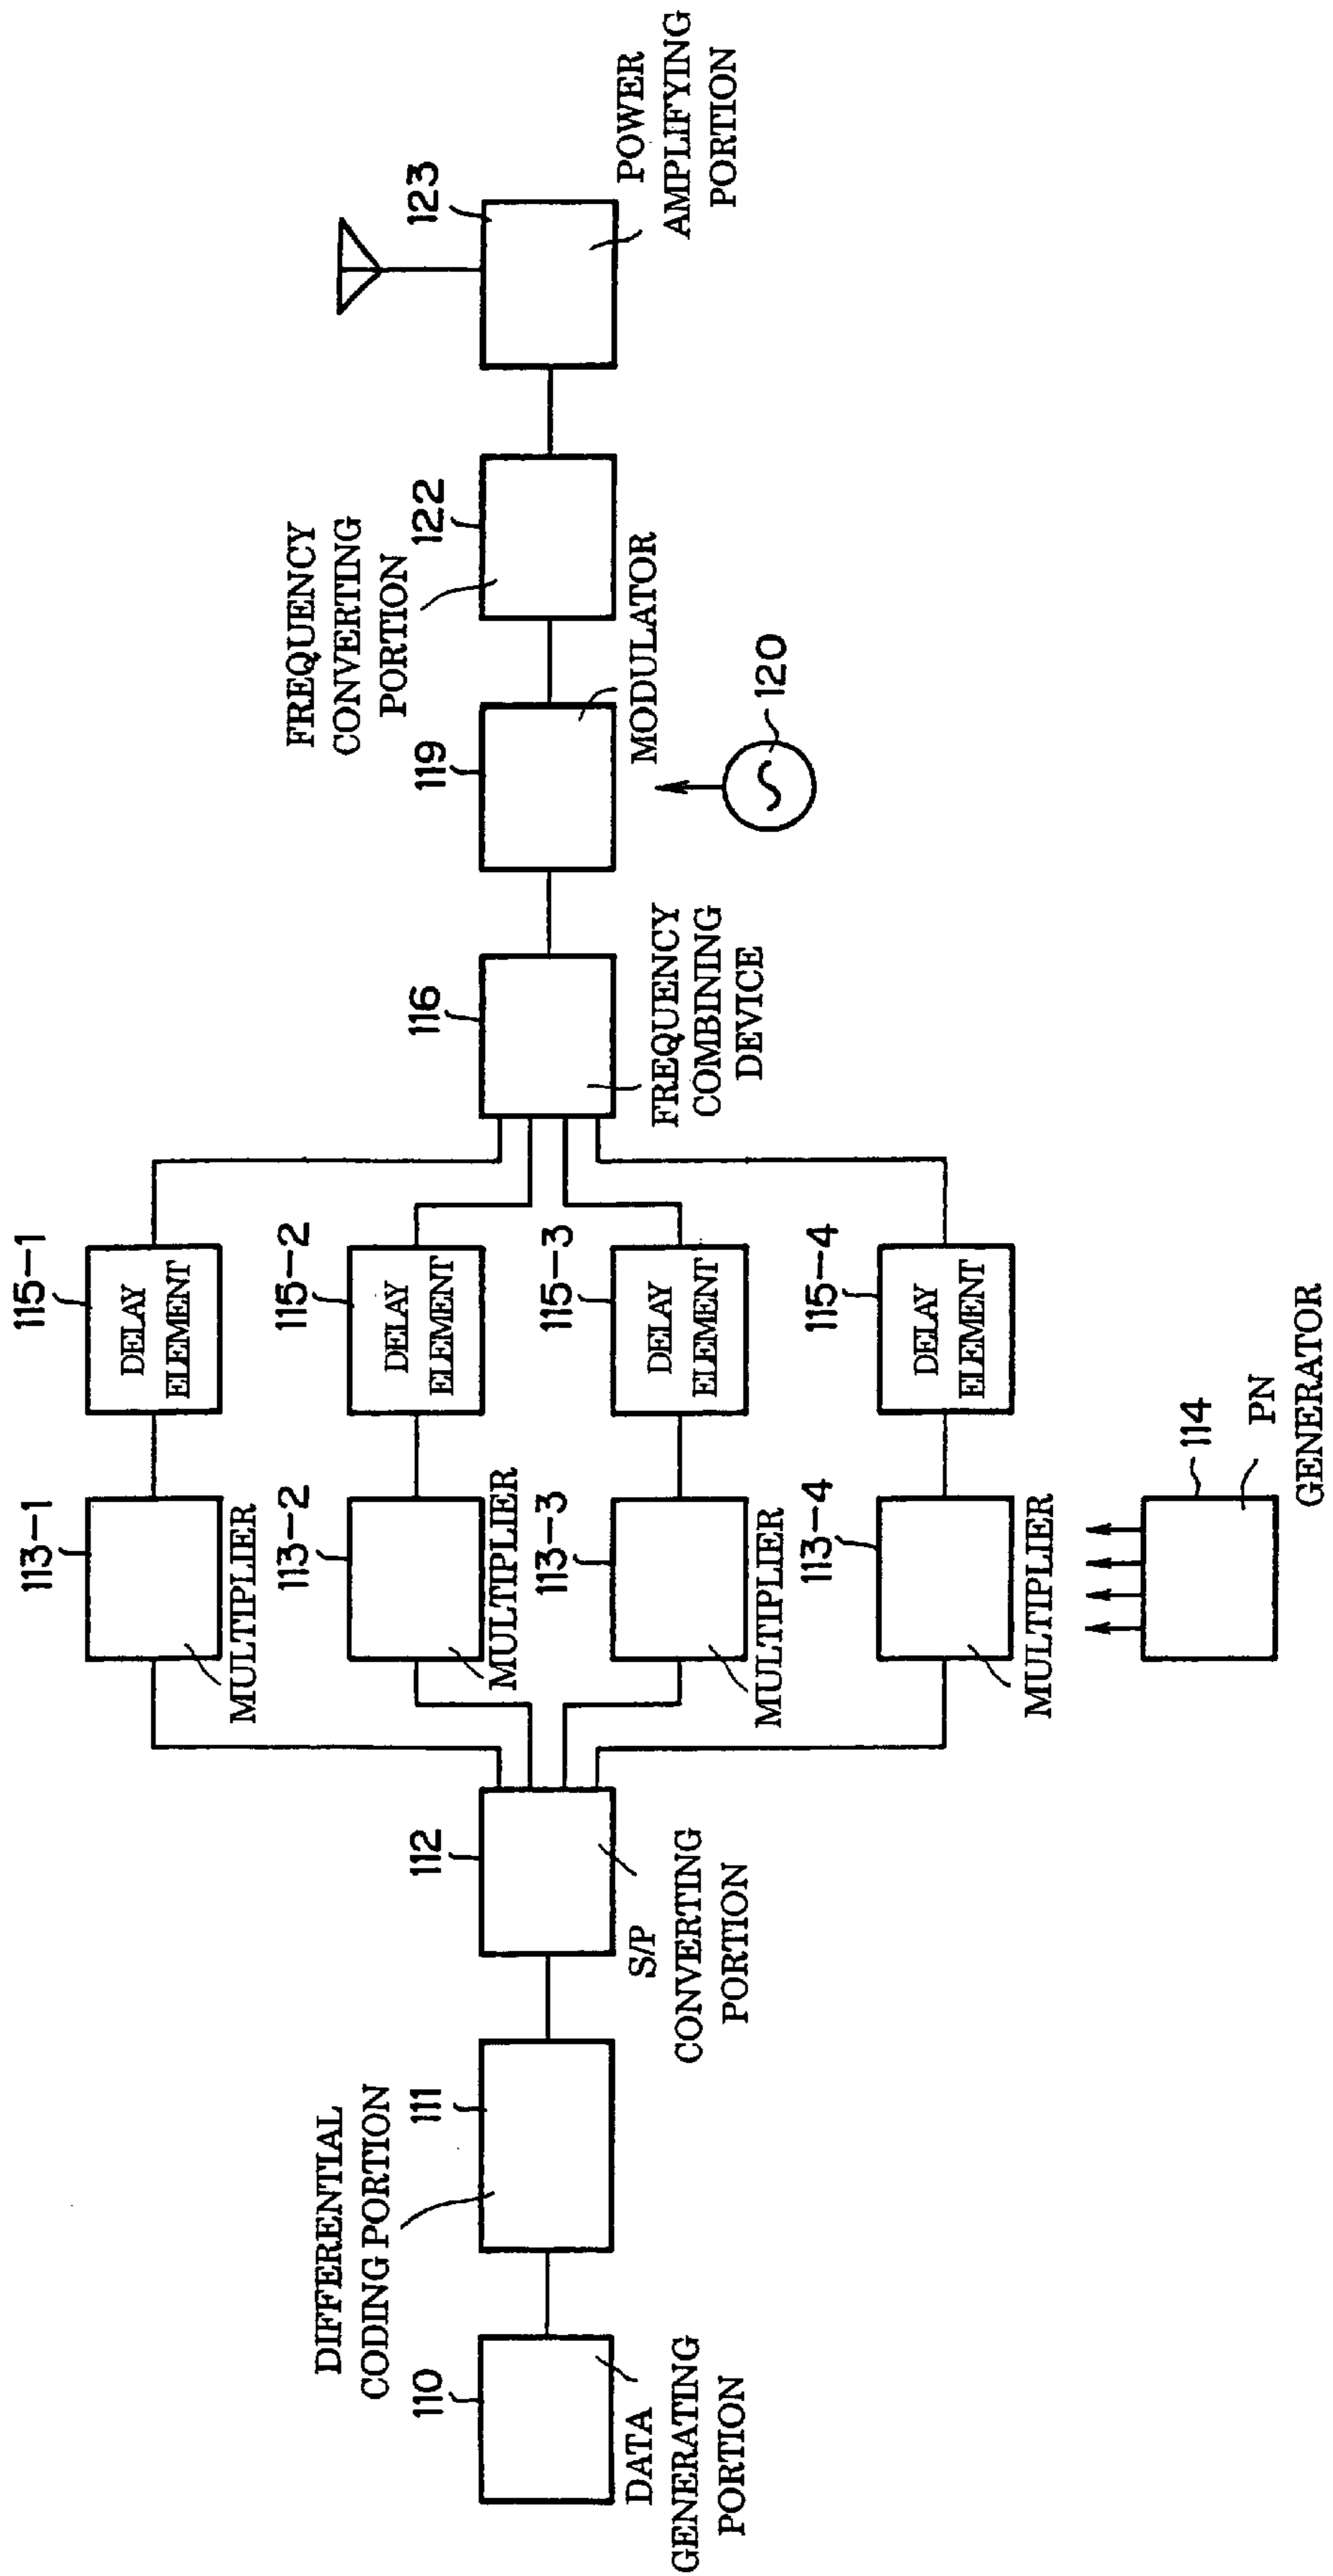 110
DATA
GENERATING
PORTION
DIFFERENTIAL
CODING PORTION
111
112
S/P
CONVERTING
PORTION
113-1
MULTIPLIER
113-2
MULTIPLIER
113-3
MULTIPLIER
113-4
MULTIPLIER
114
PN
GENERATOR
115-1
DELAY
ELEMENT
115-2
DELAY
ELEMENT
115-3
DELAY
ELEMENT
115-4
DELAY
ELEMENT
116
FREQUENCY
COMBINING
DEVICE
119
MODULATOR
120
FREQUENCY
CONVERTING
PORTION
122
123
POWER
AMPLIFYING
PORTION